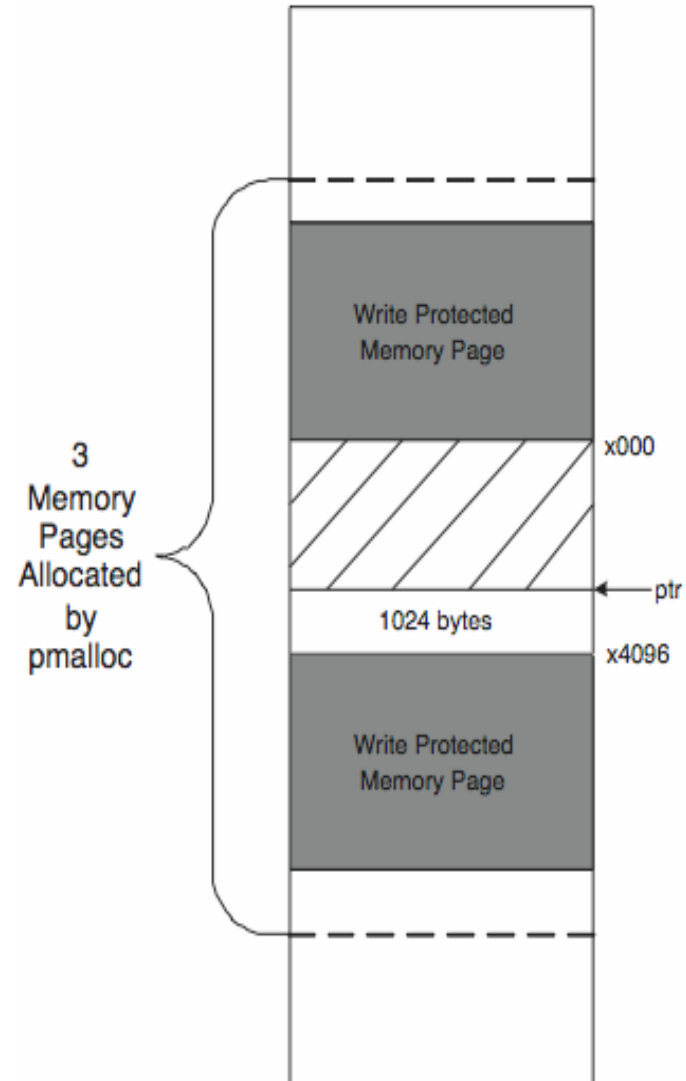 Write Protected
Memory Page
x000
3
Memory
Pages
Allocated
by
pmalloc
ptr
1024 bytes
x4096
Write Protected
Memory Page